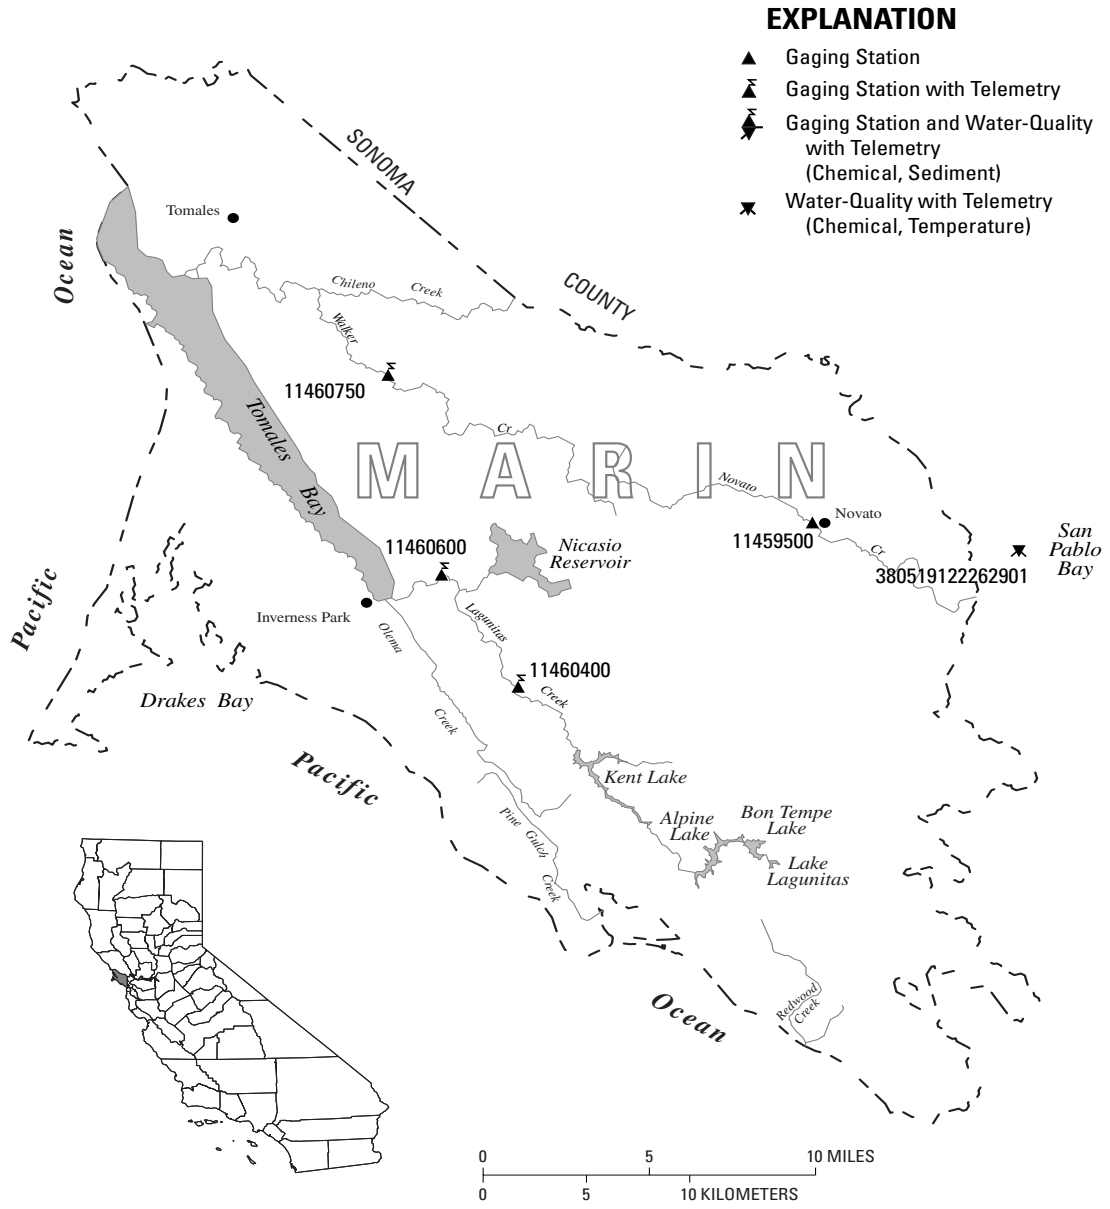 EXPLANATION
Gaging Station
Gaging Station with Telemetry
Gaging Station and Water-Quality
with Telemetry
(Chemical, Sediment)
Water-Quality with Telemetry
(Chemical, Temperature)
SONOMA
COUNTY
Tomales
Ocean
Chileno Creek
Walker
11460750
Tomales
Bay
Cr
MARIN
Novato
Novato
11459500
Cr
San
Pablo
Bay
380519122262901
11460600
Nicasio
Reservoir
Inverness Park
Lagunitas
Olema
Pacific
11460400
Creek
Drakes Bay
Creek
Pacific
Kent Lake
Alpine
Lake
Bon Tempe
Lake
Lake
Lagunitas
Pine Gulch
Creek
Redwood
Creek
Ocean
0 5 10 MILES
0 5 10 KILOMETERS